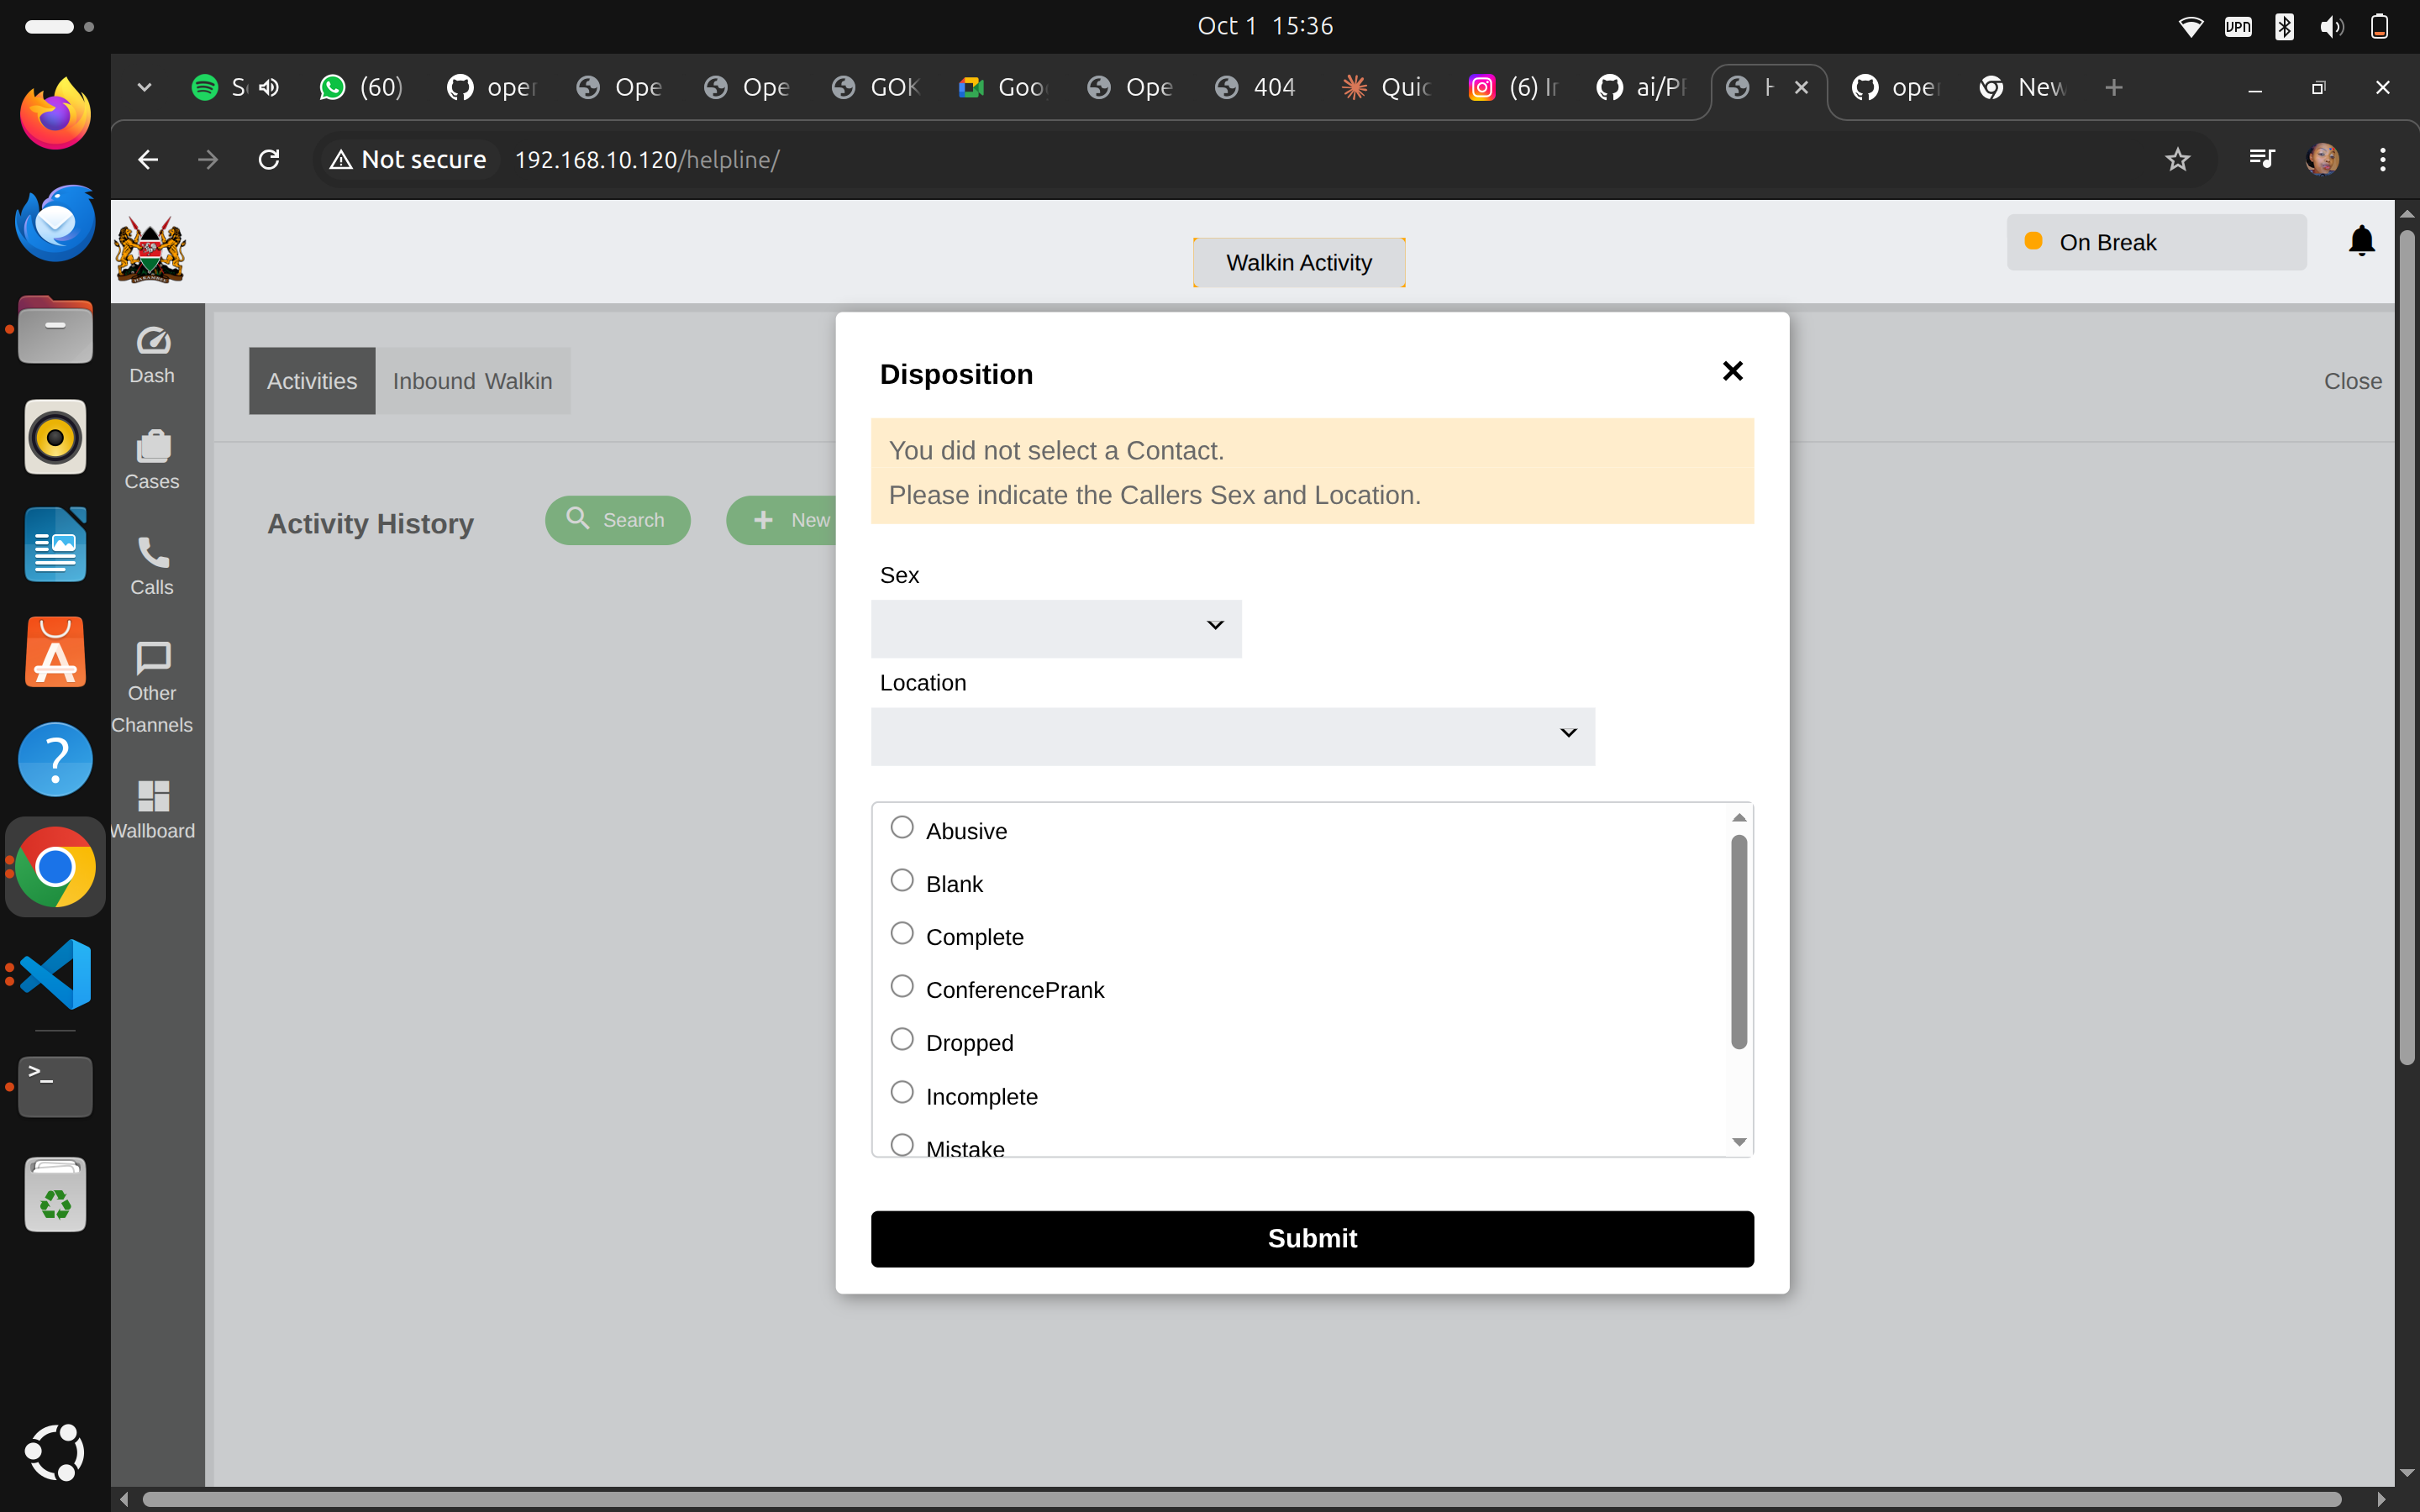 Oct 1 15:36
VPN
(60)
oper
Ope
Ope
GOK
Goo
Ope
404
Quic
(6) Ir
ai/P
ope
New
Not secure
192.168.10.120/helpline/
Walkin Activity
On Break
Dash
Cases
Calls
Other
Channels
Wallboard
Activities
Inbound Walkin
Close
Activity History
Search
New
Disposition
You did not select a Contact.
Please indicate the Callers Sex and Location.
Sex
Location
Abusive
Blank
Complete
ConferencePrank
Dropped
Incomplete
Mistake
Submit